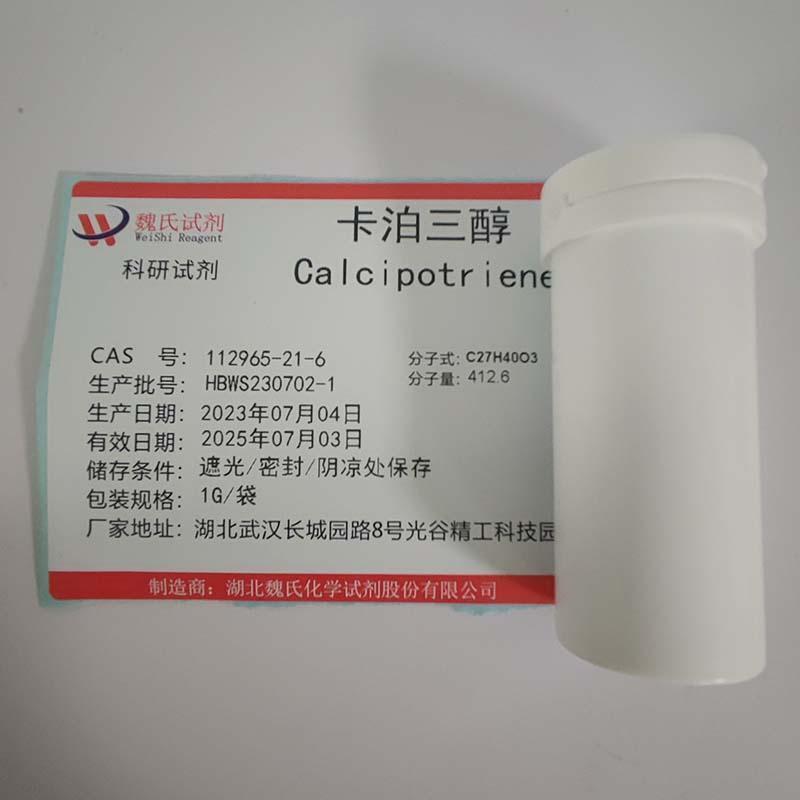 魏氏试剂
WeiShi Reagent
科研试剂
卡泊三醇
Calcipotriene
CAS 号: 112965-21-6
生产批号: HBWS230702-1
生产日期: 2023年07月04日
有效日期: 2025年07月03日
储存条件: 遮光/密封/阴凉处保存
包装规格: 1G/袋
厂家地址: 湖北武汉长城园路8号光谷精工科技园
分子式: C27H40O3
分子量: 412.6
制造商: 湖北魏氏化学试剂股份有限公司